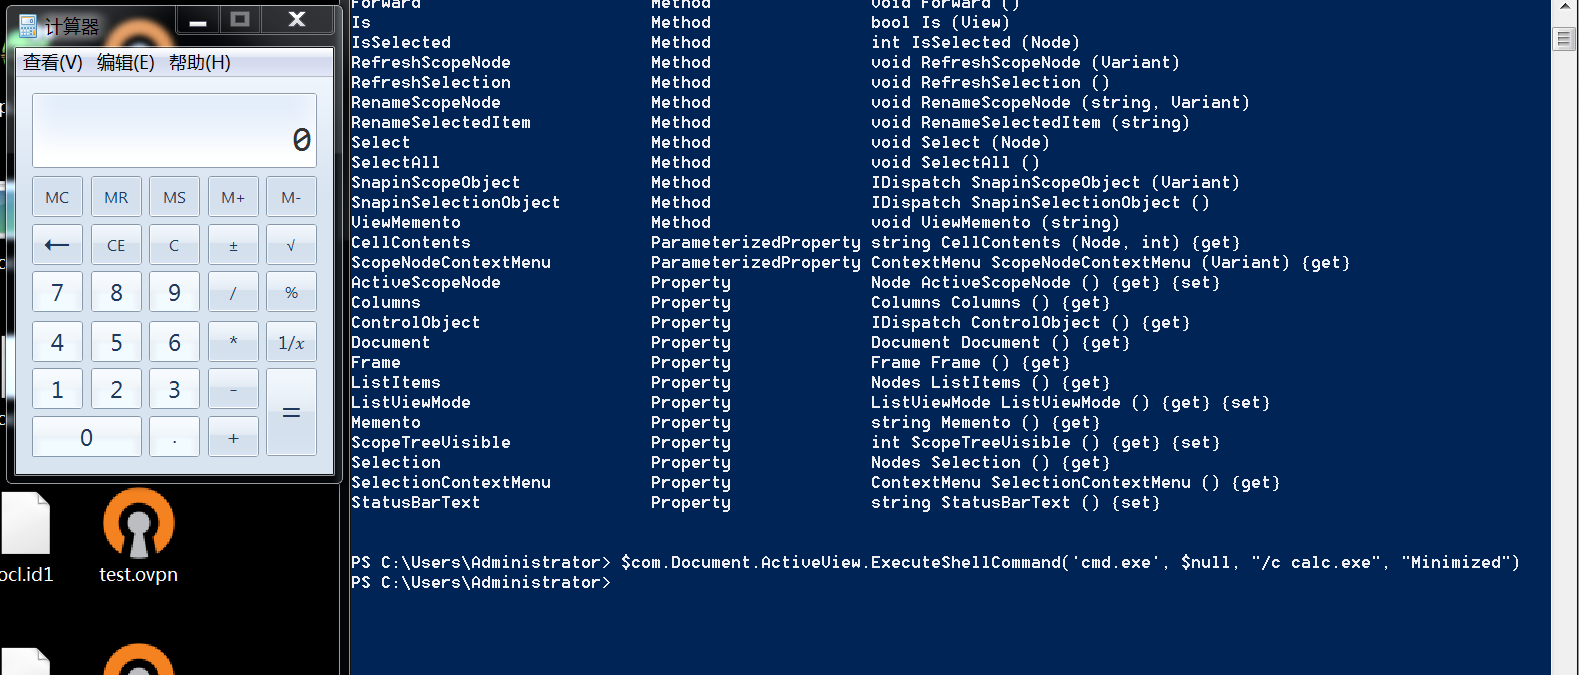 计算器
查看(V) 编辑(E) 帮助(H)
0
MC MR MS M+ M-
← CE C ± √
7 8 9 / %
4 5 6 * 1/x
1 2 3 - =
0 . +
ocl.id1
test.ovpn
Forward Method void Forward ()
Is Method bool Is (View)
IsSelected Method int IsSelected (Node)
RefreshScopeNode Method void RefreshScopeNode (Variant)
RefreshSelection Method void RefreshSelection ()
RenameScopeNode Method void RenameScopeNode (string, Variant)
RenameSelectedItem Method void RenameSelectedItem (string)
Select Method void Select (Node)
SelectAll Method void SelectAll ()
SnapinScopeObject Method IDispatch SnapinScopeObject (Variant)
SnapinSelectionObject Method IDispatch SnapinSelectionObject ()
ViewMemento Method void ViewMemento (string)
CellContents ParameterizedProperty string CellContents (Node, int) {get}
ScopeNodeContextMenu ParameterizedProperty ContextMenu ScopeNodeContextMenu (Variant) {get}
ActiveScopeNode Property Node ActiveScopeNode () {get} {set}
Columns Property Columns Columns () {get}
ControlObject Property IDispatch ControlObject () {get}
Document Property Document Document () {get}
Frame Property Frame Frame () {get}
ListItems Property Nodes ListItems () {get}
ListViewMode Property ListViewMode ListViewMode () {get} {set}
Memento Property string Memento () {get}
ScopeTreeVisible Property int ScopeTreeVisible () {get} {set}
Selection Property Nodes Selection () {get}
SelectionContextMenu Property ContextMenu SelectionContextMenu () {get}
StatusBarText Property string StatusBarText () {set}
PS C:\Users\Administrator> $com.Document.ActiveView.ExecuteShellCommand('cmd.exe', $null, "/c calc.exe", "Minimized")
PS C:\Users\Administrator>